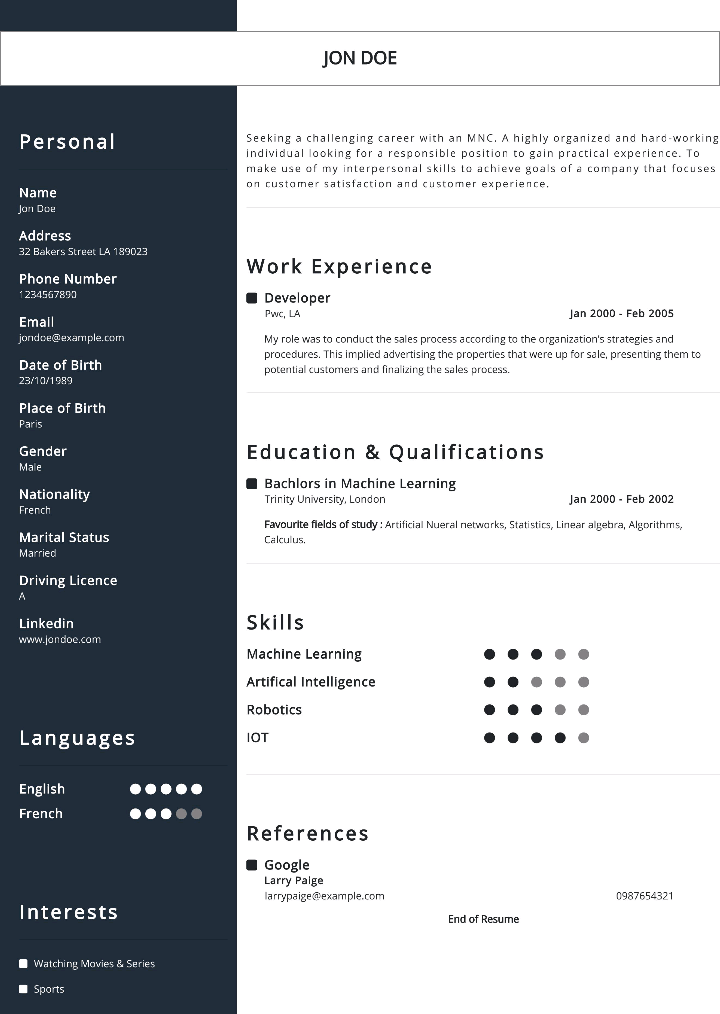 JON DOE
Personal
Name
Jon Doe
Address
32 Bakers Street LA 189023
Phone Number
1234567890
Email
jondoe@example.com
Date of Birth
23/10/1989
Place of Birth
Paris
Gender
Male
Nationality
French
Marital Status
Married
Driving Licence
A
Linkedin
www.jondoe.com
Languages
English
French
Interests
Watching Movies & Series
Sports
Seeking a challenging career with an MNC. A highly organized and hard-working
individual looking for a responsible position to gain practical experience. To
make use of my interpersonal skills to achieve goals of a company that focuses
on customer satisfaction and customer experience.
Work Experience
Developer
Pwc, LA Jan 2000 - Feb 2005
My role was to conduct the sales process according to the organization's strategies and
procedures. This implied advertising the properties that were up for sale, presenting them to
potential customers and finalizing the sales process.
Education & Qualifications
Bachlors in Machine Learning
Trinity University, London Jan 2000 - Feb 2002
Favourite fields of study : Artificial Nueral networks, Statistics, Linear algebra, Algorithms,
Calculus.
Skills
Machine Learning
Artifical Intelligence
Robotics
IOT
References
Google
Larry Paige
larrypaige@example.com 0987654321
End of Resume